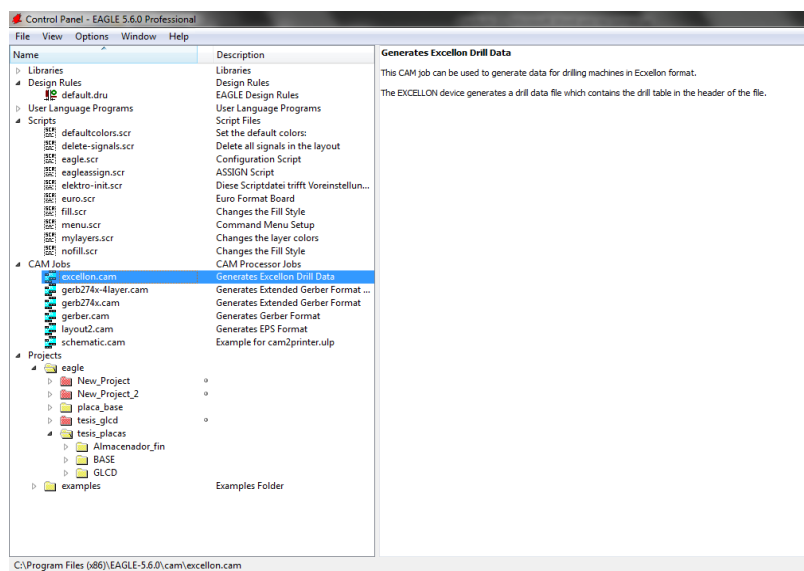 Control Panel - EAGLE 5.6.0 Professional
File View Options Window Help
Name Description
Libraries Libraries
Design Rules Design Rules
default.dru EAGLE Design Rules
User Language Programs User Language Programs
Scripts Script Files
defaultcolors.scr Set the default colors:
delete-signals.scr Delete all signals in the layout
eagle.scr Configuration Script
eagleassign.scr ASSIGN Script
elektro-init.scr Diese Scriptdatei trifft Voreinstellun...
euro.scr Euro Format Board
fill.scr Changes the Fill Style
menu.scr Command Menu Setup
mylayers.scr Changes the layer colors
nofill.scr Changes the Fill Style
CAM Jobs CAM Processor Jobs
excellon.cam Generates Excellon Drill Data
gerb274x-4layer.cam Generates Extended Gerber Format ...
gerb274x.cam Generates Extended Gerber Format
gerber.cam Generates Gerber Format
layout2.cam Generates EPS Format
schematic.cam Example for cam2printer.ulp
Projects
eagle
New_Project
New_Project_2
placa_base
tesis_glcd
tesis_placas
Almacenador_fin
BASE
GLCD
examples Examples Folder
Generates Excellon Drill Data
This CAM job can be used to generate data for drilling machines in Ecxellon format.
The EXCELLON device generates a drill data file which contains the drill table in the header of the file.
C:\Program Files (x86)\EAGLE-5.6.0\cam\excellon.cam